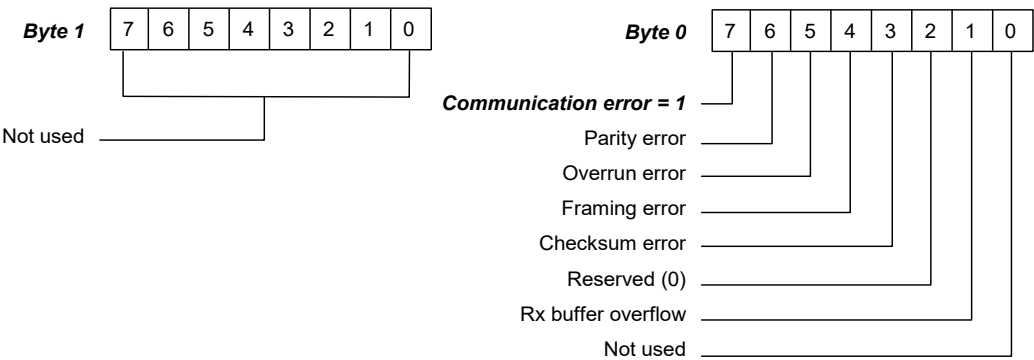 Byte 1 7 6 5 4 3 2 1 0
Not used
Byte 0 7 6 5 4 3 2 1 0
Communication error = 1
Parity error
Overrun error
Framing error
Checksum error
Reserved (0)
Rx buffer overflow
Not used